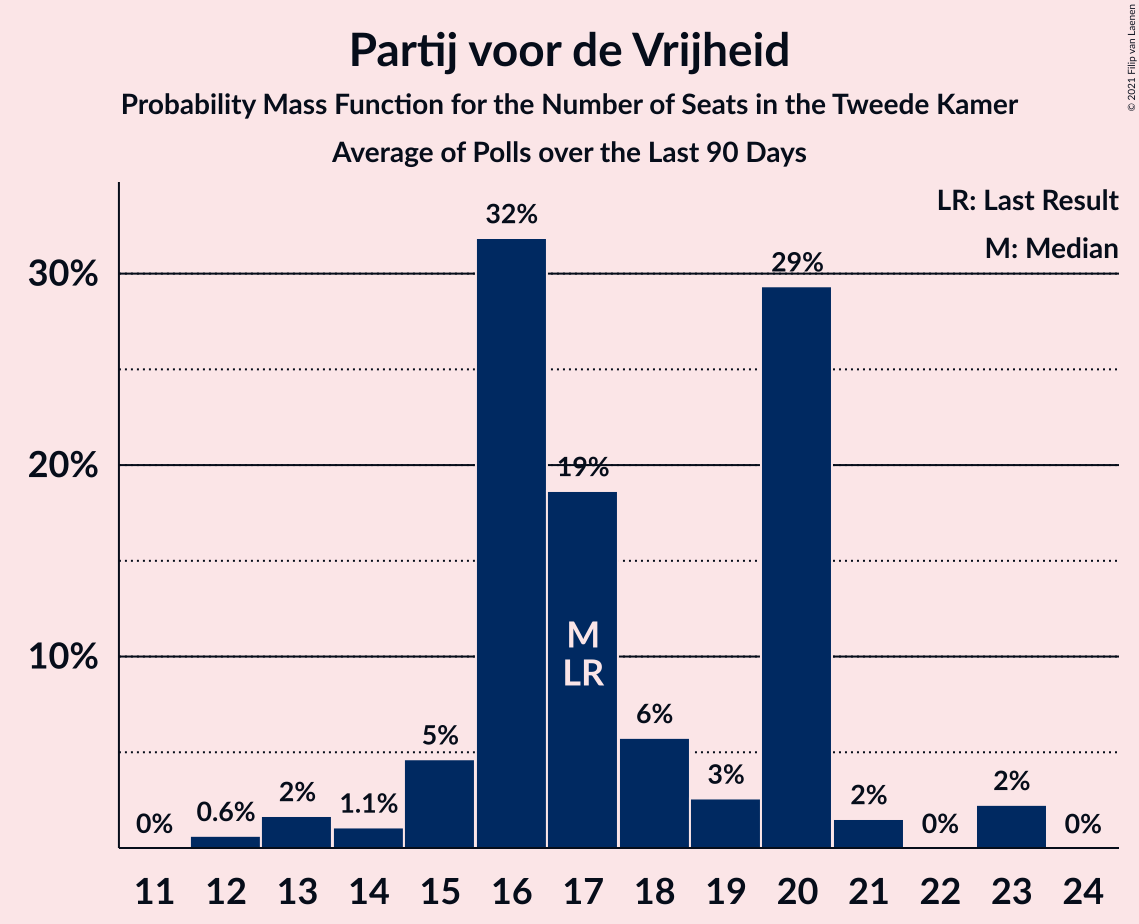 Partij voor de Vrijheid
Probability Mass Function for the Number of Seats in the Tweede Kamer
Average of Polls over the Last 90 Days
© 2021 Filip van Laenen
LR: Last Result
M: Median
30%
20%
10%
0%
0.6%
2%
1.1%
5%
32%
19%
6%
3%
29%
2%
0%
2%
0%
M
LR
11 12 13 14 15 16 17 18 19 20 21 22 23 24